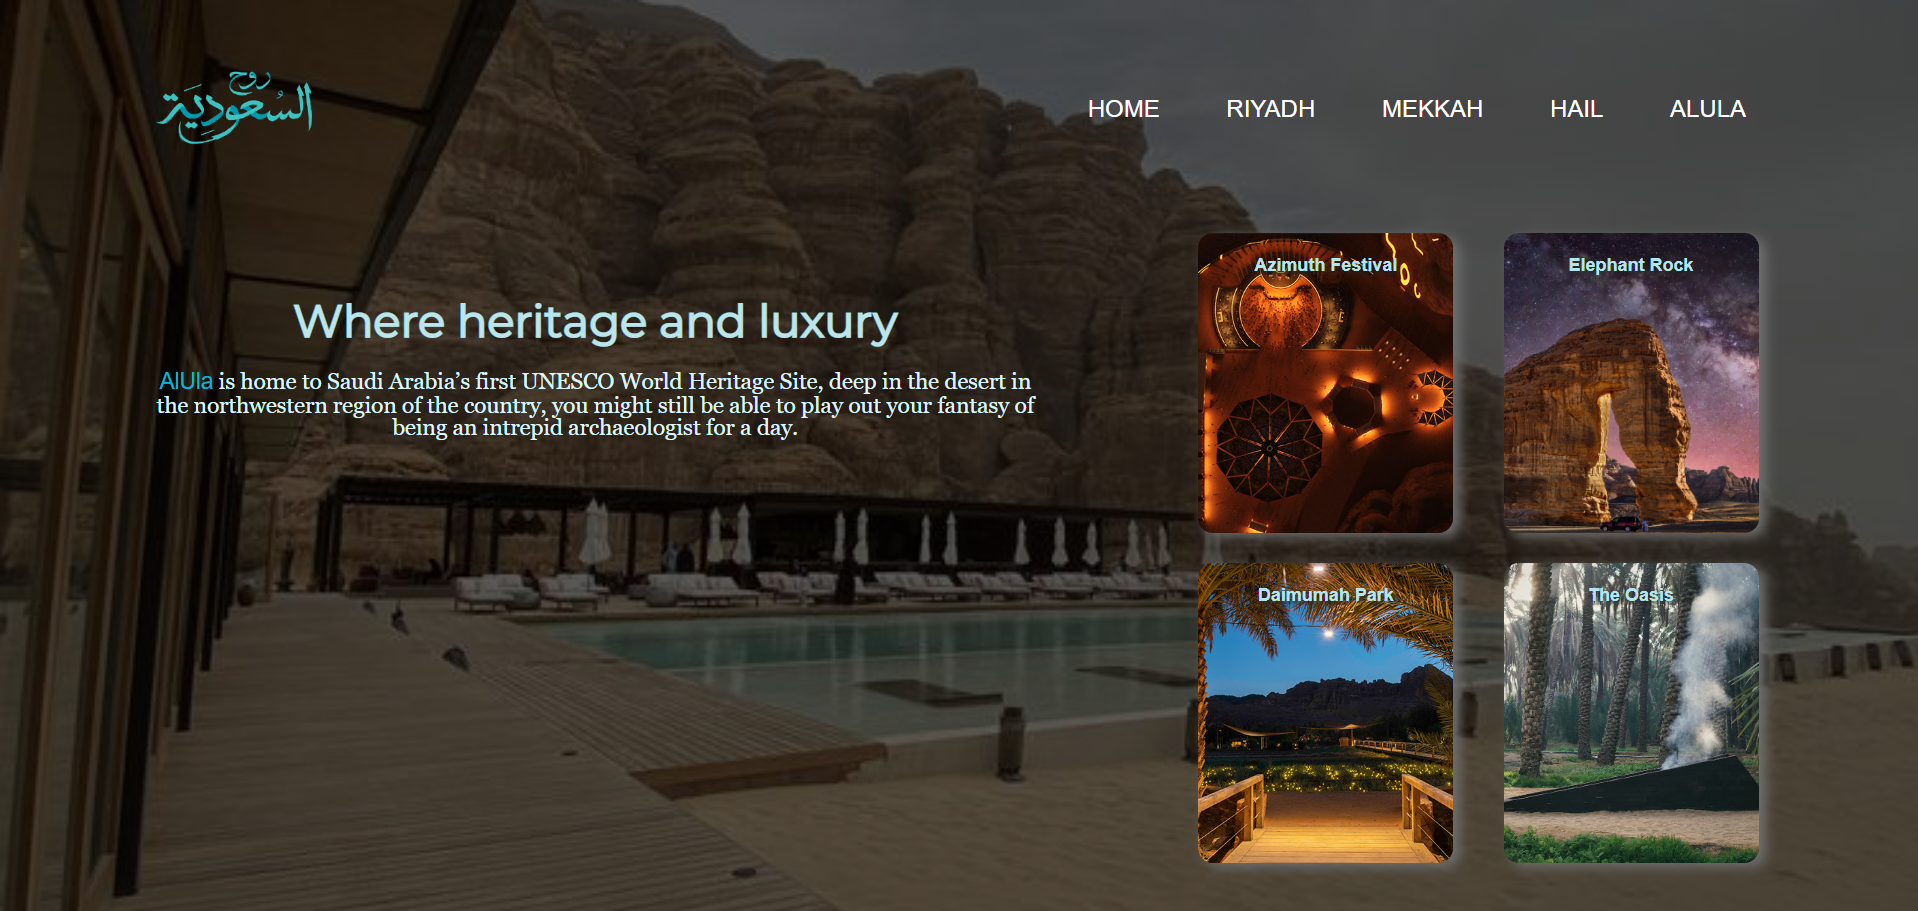 روح
السعودية
HOME RIYADH MEKKAH HAIL ALULA
Where heritage and luxury
AlUla is home to Saudi Arabia’s first UNESCO World Heritage Site, deep in the desert in
the northwestern region of the country, you might still be able to play out your fantasy of
being an intrepid archaeologist for a day.
Azimuth Festival
Elephant Rock
Daimumah Park
The Oasis